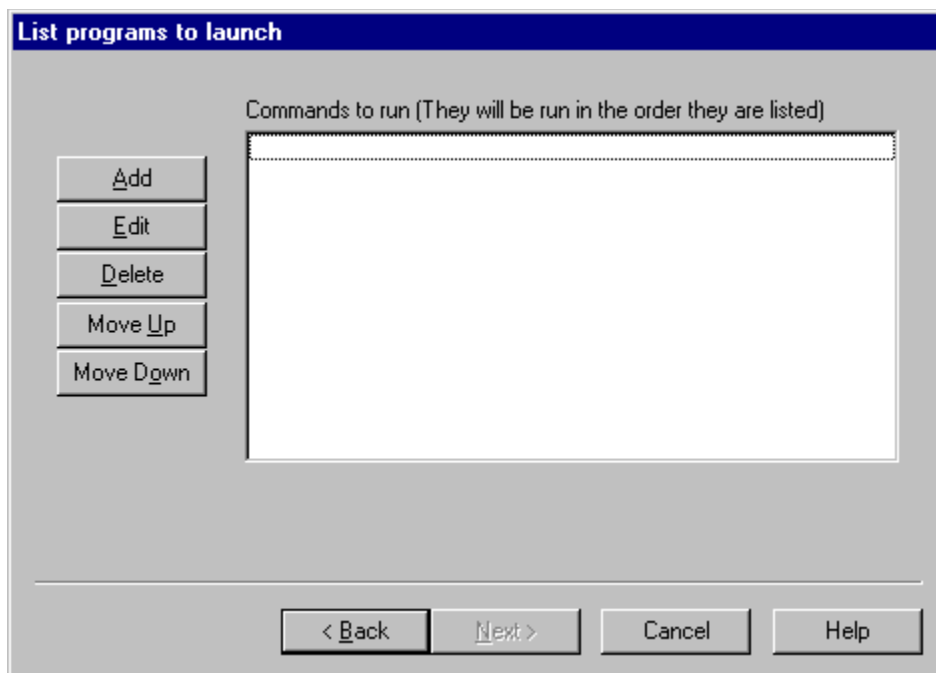 List programs to launch
Commands to run (They will be run in the order they are listed)
Add
Edit
Delete
Move Up
Move Down
< Back Next > Cancel Help